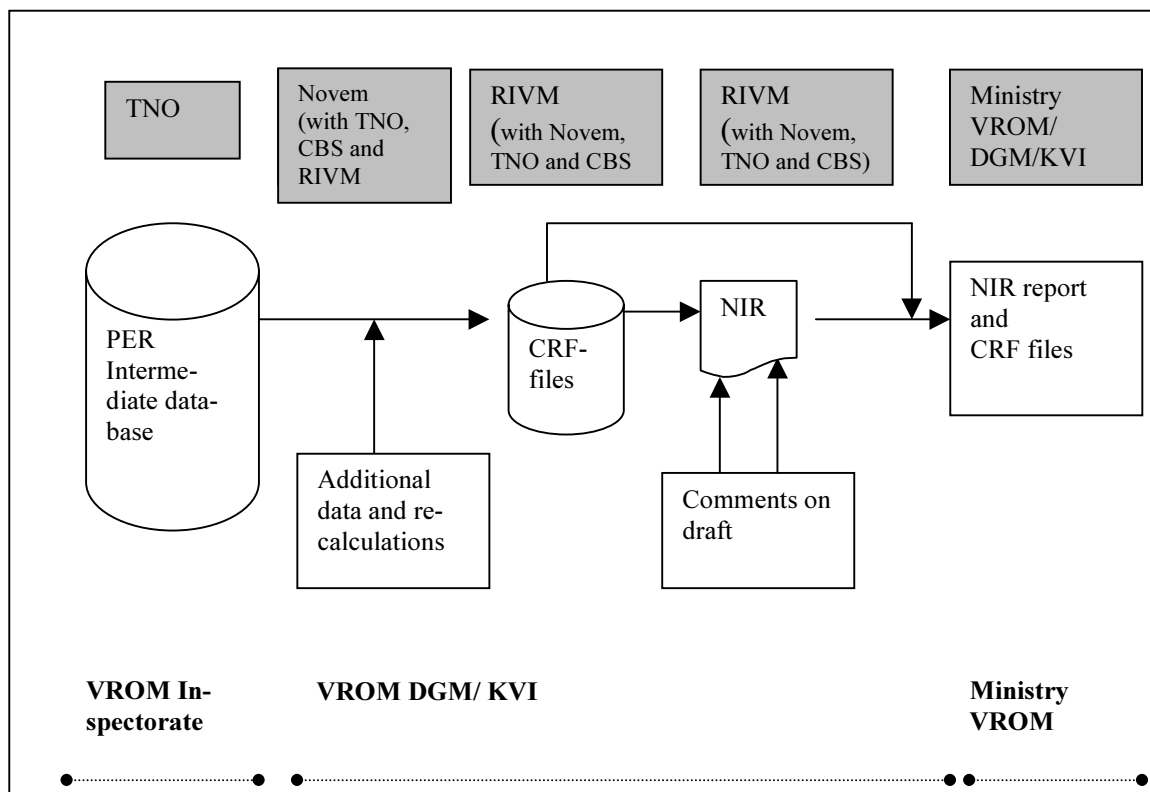 TNO
Novem
(with TNO,
CBS and
RIVM
RIVM
(with Novem,
TNO and CBS
RIVM
(with Novem,
TNO and CBS)
Ministry
VROM/
DGM/KVI
PER
Interme-
diate data-
base
CRF-
files
NIR
NIR report
and
CRF files
Additional
data and re-
calculations
Comments on
draft
VROM In-
spectorate
VROM DGM/ KVI
Ministry
VROM